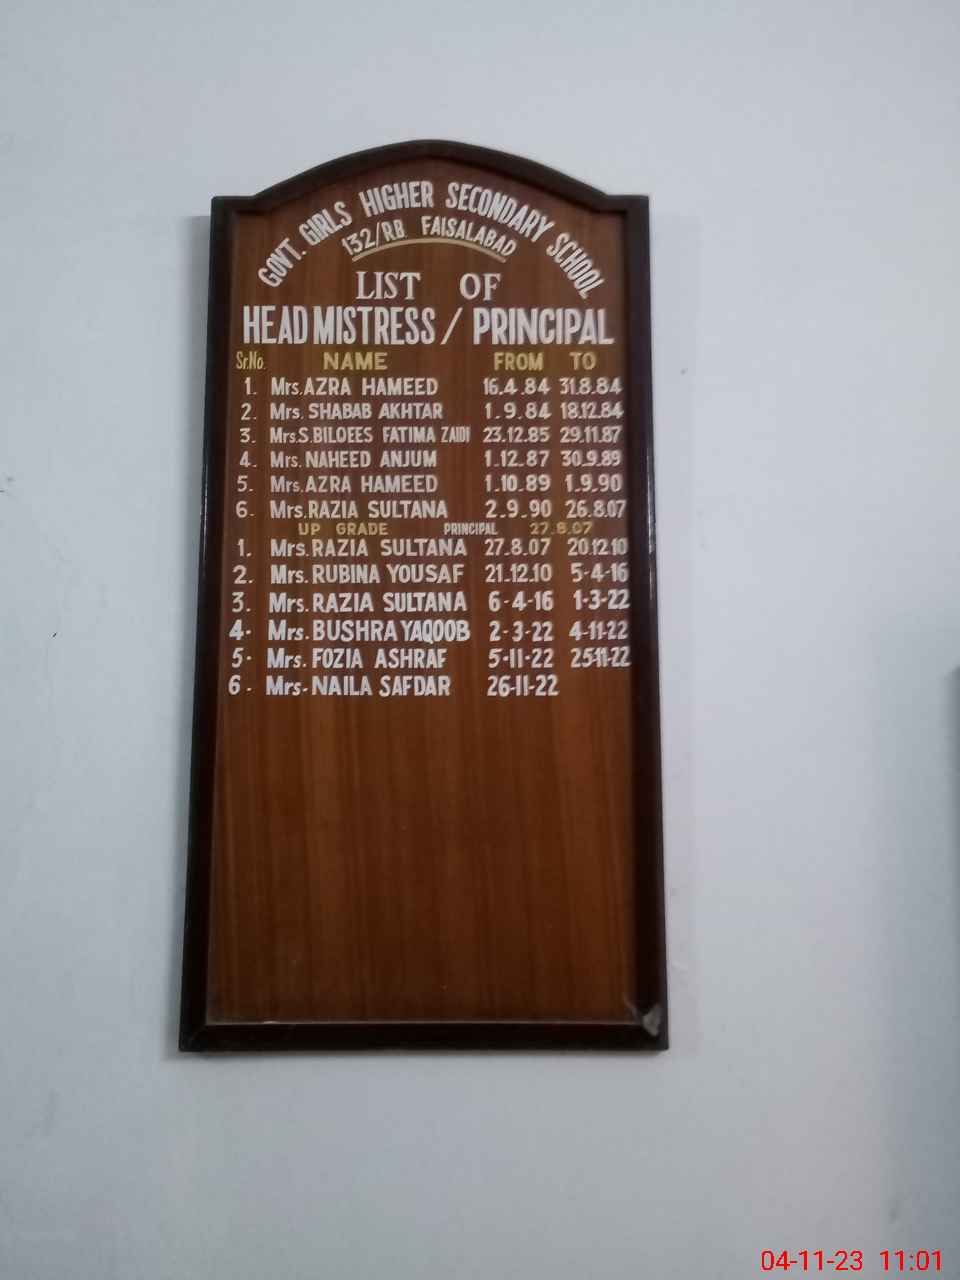 GOVT. GIRLS HIGHER SECONDARY SCHOOL
132/RB FAISALABAD
LIST OF
HEADMISTRESS / PRINCIPAL
Sr.No. NAME FROM TO
1. Mrs.AZRA HAMEED 16.4.84 31.8.84
2. Mrs. SHABAB AKHTAR 1.9.84 18.12.84
3. Mrs.S.BILOEES FATIMA ZAIDI 23.12.85 29.11.87
4. Mrs. NAHEED ANJUM 1.12.87 30.9.89
5. Mrs.AZRA HAMEED 1.10.89 1.9.90
6. Mrs.RAZIA SULTANA 2.9.90 26.8.07
UP GRADE PRINCIPAL 27.8.07
1. Mrs.RAZIA SULTANA 27.8.07 20.12.10
2. Mrs.RUBINA YOUSAF 21.12.10 5-4-16
3. Mrs.RAZIA SULTANA 6-4-16 1-3-22
4. Mrs.BUSHRA YAQOOB 2-3-22 4-11-22
5. Mrs. FOZIA ASHRAF 5-11-22 25-11-22
6. Mrs. NAILA SAFDAR 26-11-22
04-11-23 11:01